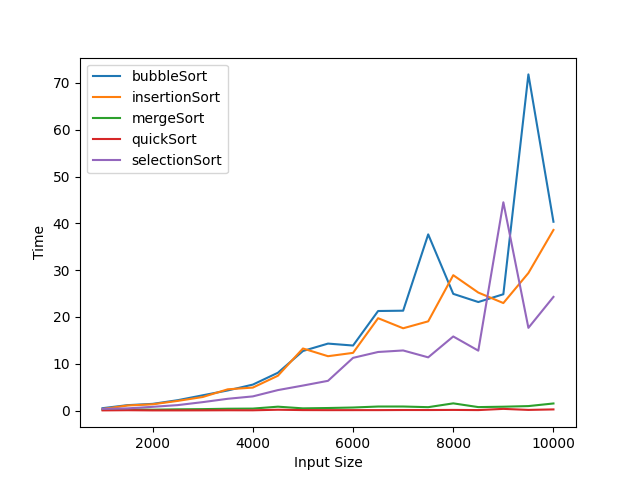 bubbleSort
insertionSort
mergeSort
quickSort
selectionSort
70
60
50
40
30
20
10
0
Time
2000 4000 6000 8000 10000
Input Size